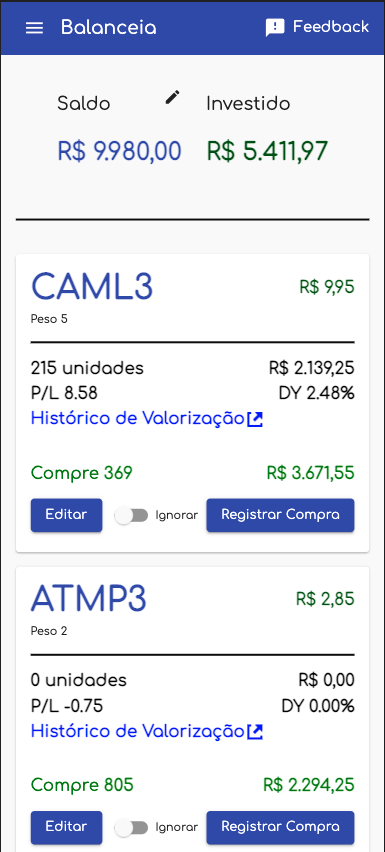 Balanceia Feedback
Saldo Investido
R$ 9.980,00 R$ 5.411,97
CAML3 R$ 9,95
Peso 5
215 unidades R$ 2.139,25
P/L 8.58 DY 2.48%
Histórico de Valorização
Compre 369 R$ 3.671,55
Editar Ignorar Registrar Compra
ATMP3 R$ 2,85
Peso 2
0 unidades R$ 0,00
P/L -0.75 DY 0.00%
Histórico de Valorização
Compre 805 R$ 2.294,25
Editar Ignorar Registrar Compra